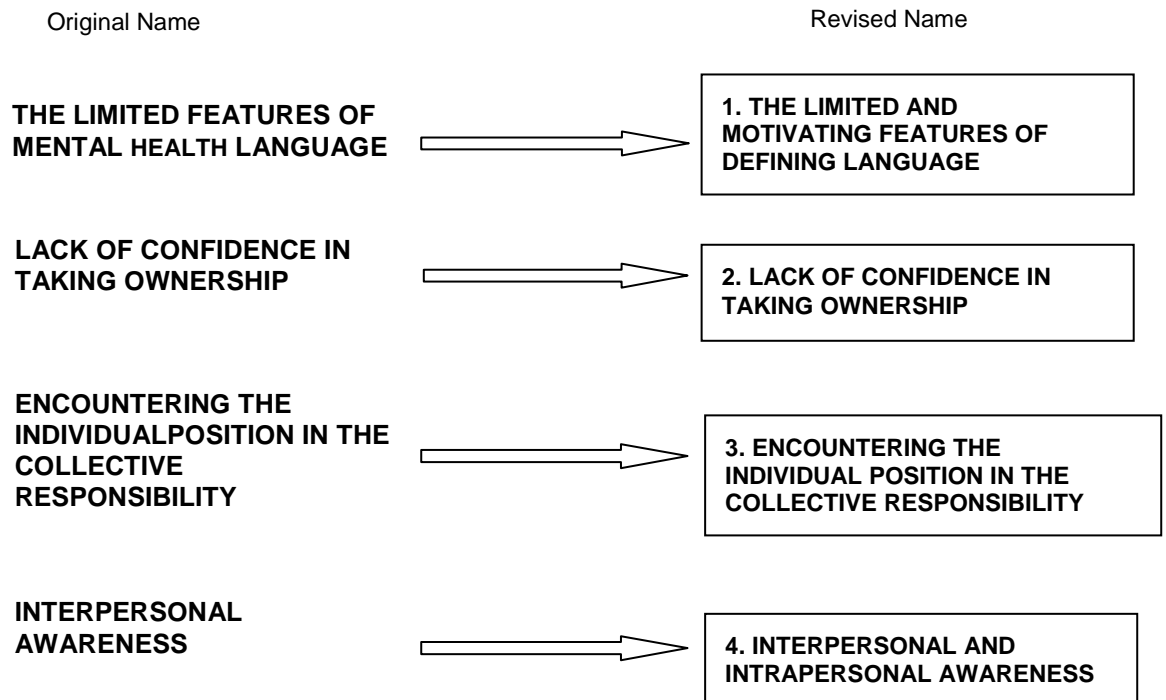 Original Name
Revised Name
THE LIMITED FEATURES OF
MENTAL HEALTH LANGUAGE
1. THE LIMITED AND
MOTIVATING FEATURES OF
DEFINING LANGUAGE
LACK OF CONFIDENCE IN
TAKING OWNERSHIP
2. LACK OF CONFIDENCE IN
TAKING OWNERSHIP
ENCOUNTERING THE
INDIVIDUALPOSITION IN THE
COLLECTIVE
RESPONSIBILITY
3. ENCOUNTERING THE
INDIVIDUAL POSITION IN THE
COLLECTIVE RESPONSIBILITY
INTERPERSONAL
AWARENESS
4. INTERPERSONAL AND
INTRAPERSONAL AWARENESS